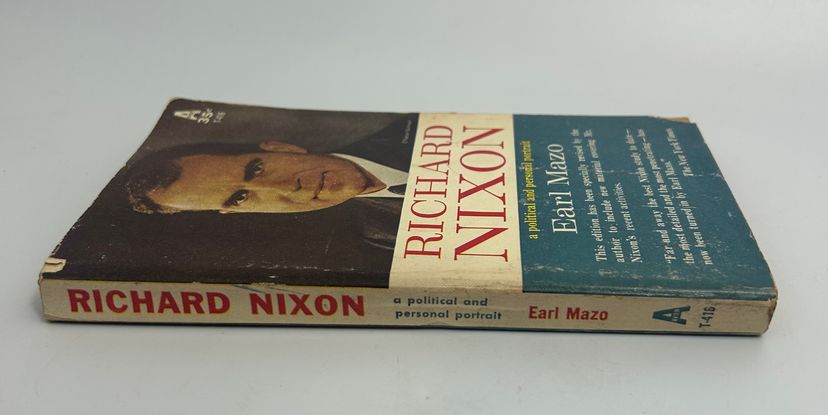 A
35¢
T-416
RICHARD
NIXON
a political and personal portrait
Earl Mazo
This edition has been specially revised by the
author to include new material covering Mr.
Nixon's recent activities.
"Far and away the best Nixon study to date—
the most detailed and the most penetrating—has
now been turned in by Earl Mazo."
The New York Times
RICHARD NIXON
a political and
personal portrait
Earl Mazo
A
T-416